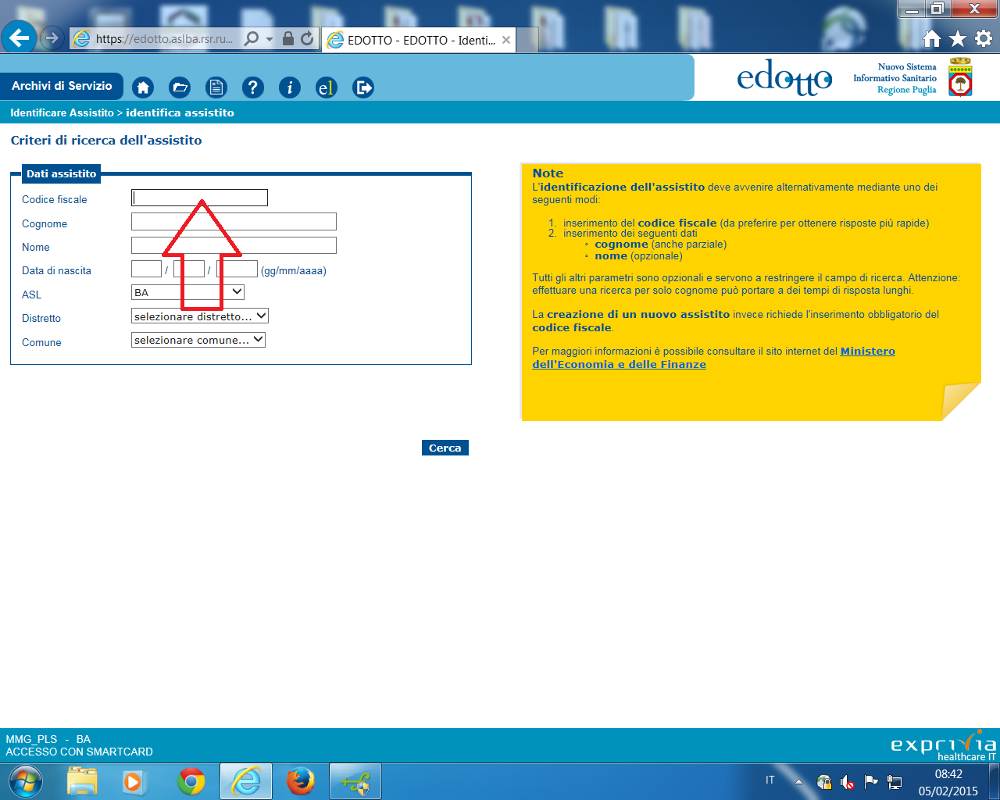 https://edotto.aslba.rsr.ru...
EDOTTO - EDOTTO - Identi...
Archivi di Servizio
? i el
edotto
Nuovo Sistema
Informativo Sanitario
Regione Puglia
Identificare Assistito > identifica assistito
Criteri di ricerca dell'assistito
Dati assistito
Codice fiscale
Cognome
Nome
Data di nascita / / (gg/mm/aaaa)
ASL BA
Distretto selezionare distretto...
Comune selezionare comune...
Cerca
Note
L'identificazione dell'assistito deve avvenire alternativamente mediante uno dei
seguenti modi:
1. inserimento del codice fiscale (da preferire per ottenere risposte più rapide)
2. inserimento dei seguenti dati
◦ cognome (anche parziale)
◦ nome (opzionale)
Tutti gli altri parametri sono opzionali e servono a restringere il campo di ricerca. Attenzione:
effettuare una ricerca per solo cognome può portare a dei tempi di risposta lunghi.
La creazione di un nuovo assistito invece richiede l'inserimento obbligatorio del
codice fiscale.
Per maggiori informazioni è possibile consultare il sito internet del Ministero
dell'Economia e delle Finanze
MMG_PLS - BA
ACCESSO CON SMARTCARD
exprivia
healthcare IT
IT
08:42
05/02/2015